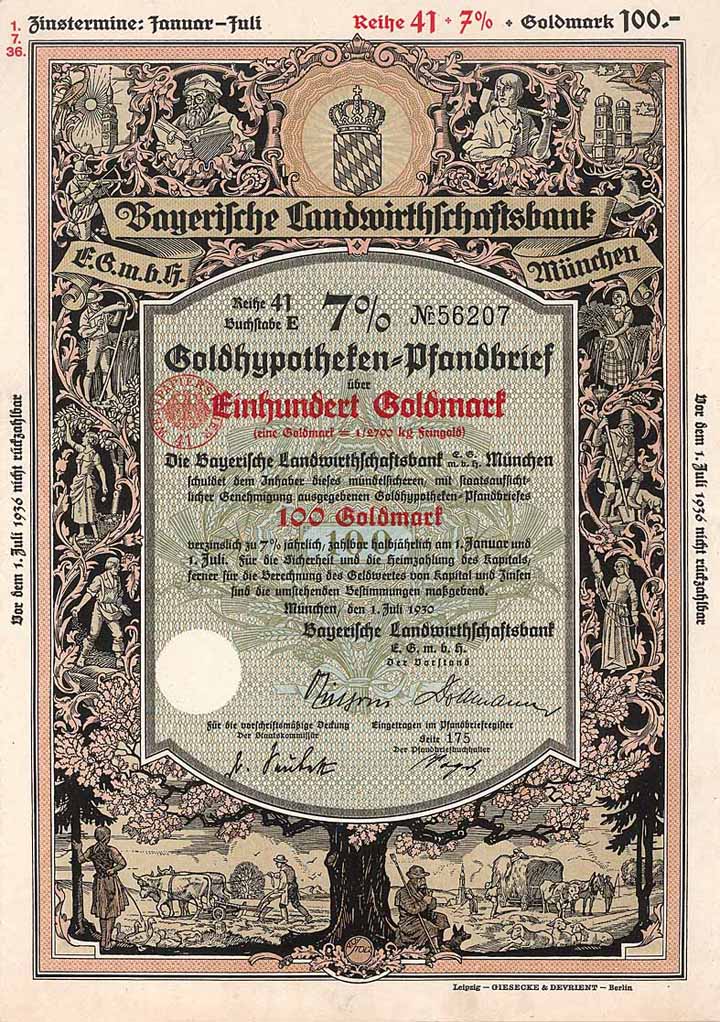 1.
7.
36.
Zinstermine: Januar–Juli
Reihe 41 + 7% + Goldmark 100.-
Bayerische Landwirthschaftsbank
E.G.m.b.H.
München
Reihe 41
Buchstabe E
7%
№ 56207
Goldhypotheken-Pfandbrief
über
Einhundert Goldmark
(eine Goldmark = 1/2790 kg Feingold)
Die Bayerische Landwirthschaftsbank E.G.m.b.H. München
schuldet dem Inhaber dieses mündelsicheren, mit staatsaufsicht-
licher Genehmigung ausgegebenen Goldhypotheken-Pfandbriefes
100 Goldmark
verzinslich zu 7% jährlich, zahlbar halbjährlich am 1. Januar und
1. Juli. Für die Sicherheit und die Heimzahlung des Kapitals,
ferner für die Berechnung des Geldwertes von Kapital und Zinsen
sind die umstehenden Bestimmungen maßgebend.
München, den 1. Juli 1930
Bayerische Landwirthschaftsbank
E. G. m. b. H.
Der Vorstand
Für die vorschriftsmäßige Deckung
Der Staatskommissär
Eingetragen im Pfandbriefregister
Seite 175
Der Pfandbriefbuchhalter
Vor dem 1. Juli 1936 nicht rückzahlbar
Vor dem 1. Juli 1936 nicht rückzahlbar
41
100
Leipzig – GIESECKE & DEVRIENT – Berlin